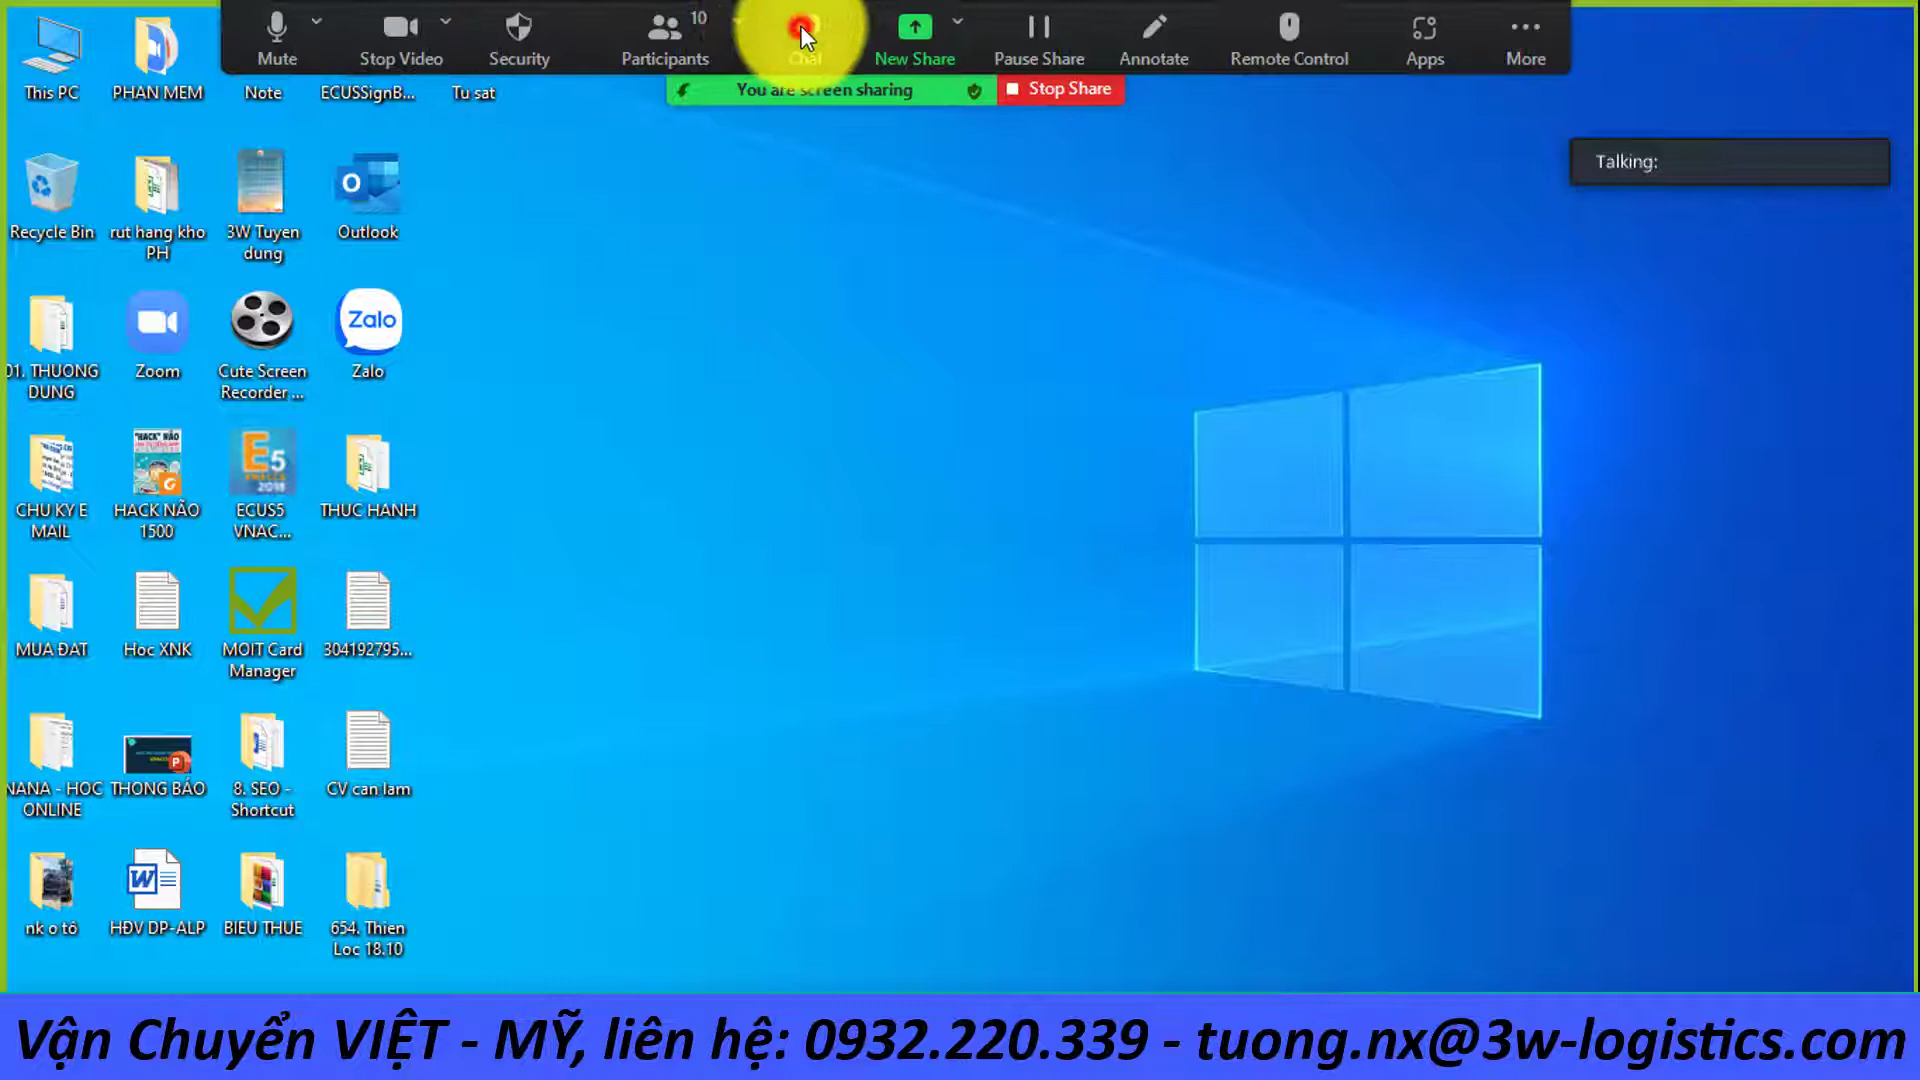 Mute
Stop Video
Security
10
Participants
Chat
New Share
Pause Share
Annotate
Remote Control
Apps
More
You are screen sharing
Stop Share
Talking:
This PC
PHAN MEM
Note
ECUSSignB...
Tu sat
Recycle Bin
rut hang kho
PH
3W Tuyen
dung
Outlook
01. THUONG
DUNG
Zoom
Cute Screen
Recorder ...
Zalo
Zalo
CHU KY E
MAIL
"HACK" NÃO
HACK NÃO
1500
E5
2018
ECUS5
VNAC...
THUC HANH
MUA ĐAT
Hoc XNK
MOIT Card
Manager
304192795...
NANA - HOC
ONLINE
THONG BÁO
8. SEO -
Shortcut
CV can lam
nk o tô
HĐV DP-ALP
BIEU THUE
654. Thien
Loc 18.10
Vận Chuyển VIỆT - MỸ, liên hệ: 0932.220.339 - tuong.nx@3w-logistics.com